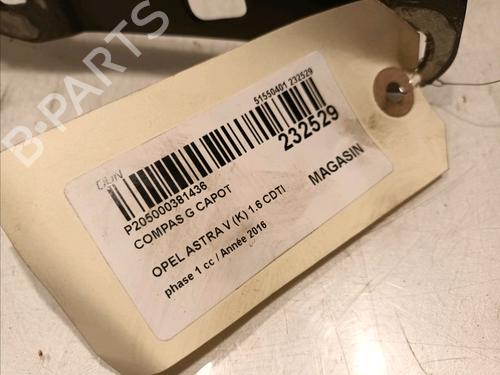 B-PARTS
51550401 232529
232529
P205000381436
COMPAS G CAPOT
MAGASIN
OPEL ASTRA V (K) 1.6 CDTI
phase 1 cc / Année 2016